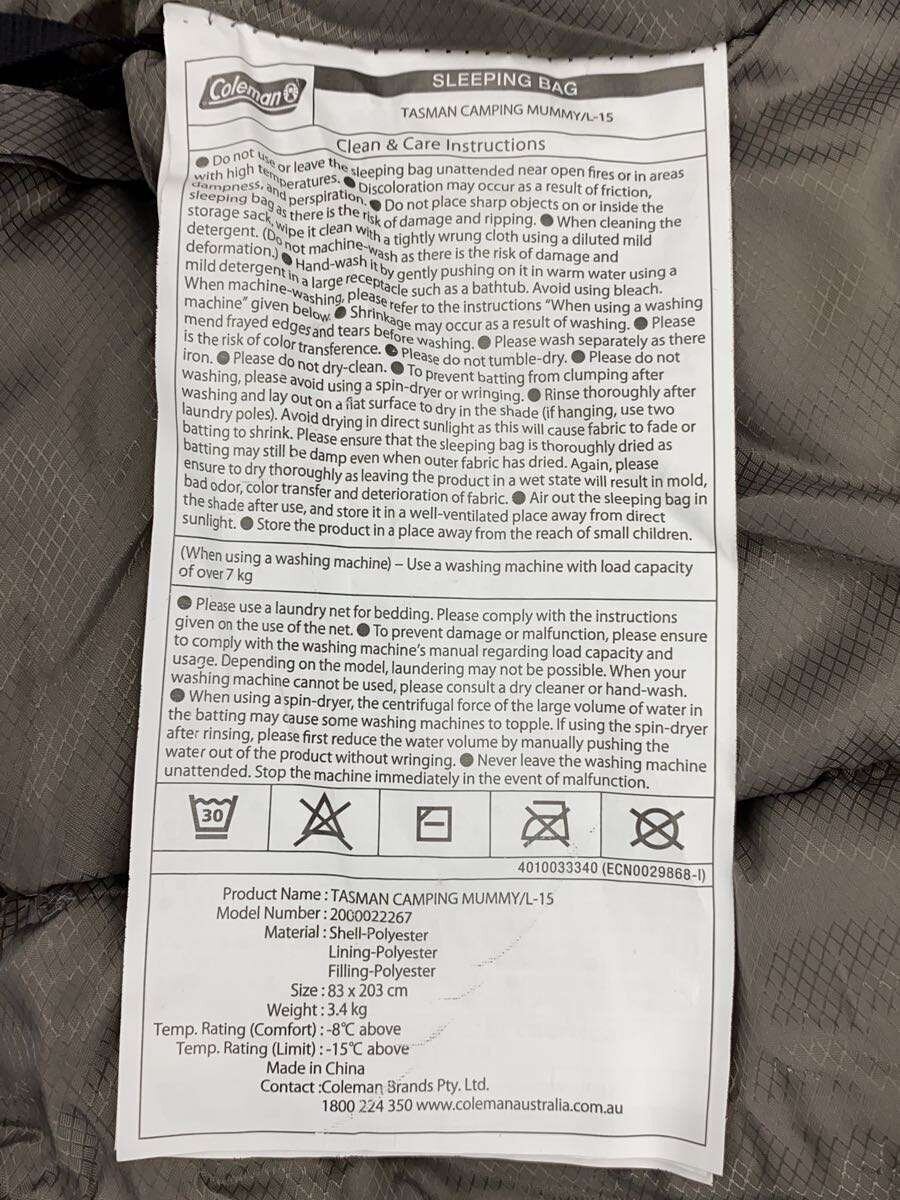 Coleman
SLEEPING BAG
TASMAN CAMPING MUMMY/L-15
Clean & Care Instructions
● Do not use or leave the sleeping bag unattended near open fires or in areas
with high temperatures. ● Discoloration may occur as a result of friction,
dampness, and perspiration. ● Do not place sharp objects on or inside the
sleeping bag as there is the risk of damage and ripping. ● When cleaning the
storage sack, wipe it clean with a tightly wrung cloth using a diluted mild
detergent. (Do not machine-wash as there is the risk of damage and
deformation.) ● Hand-wash it by gently pushing on it in warm water using a
mild detergent in a large receptacle such as a bathtub. Avoid using bleach.
When machine-washing, please refer to the instructions "When using a washing
machine" given below. ● Shrinkage may occur as a result of washing. ● Please
mend frayed edges and tears before washing. ● Please wash separately as there
is the risk of color transference. ● Please do not tumble-dry. ● Please do not
iron. ● Please do not dry-clean. ● To prevent batting from clumping after
washing, please avoid using a spin-dryer or wringing. ● Rinse thoroughly after
washing and lay out on a flat surface to dry in the shade (if hanging, use two
laundry poles). Avoid drying in direct sunlight as this will cause fabric to fade or
batting to shrink. Please ensure that the sleeping bag is thoroughly dried as
batting may still be damp even when outer fabric has dried. Again, please
ensure to dry thoroughly as leaving the product in a wet state will result in mold,
bad odor, color transfer and deterioration of fabric. ● Air out the sleeping bag in
the shade after use, and store it in a well-ventilated place away from direct
sunlight. ● Store the product in a place away from the reach of small children.
(When using a washing machine) – Use a washing machine with load capacity
of over 7 kg
● Please use a laundry net for bedding. Please comply with the instructions
given on the use of the net. ● To prevent damage or malfunction, please ensure
to comply with the washing machine's manual regarding load capacity and
usage. Depending on the model, laundering may not be possible. When your
washing machine cannot be used, please consult a dry cleaner or hand-wash.
● When using a spin-dryer, the centrifugal force of the large volume of water in
the batting may cause some washing machines to topple. If using the spin-dryer
after rinsing, please first reduce the water volume by manually pushing the
water out of the product without wringing. ● Never leave the washing machine
unattended. Stop the machine immediately in the event of malfunction.
30
4010033340 (ECN0029868-I)
Product Name : TASMAN CAMPING MUMMY/L-15
Model Number : 2000022267
Material : Shell-Polyester
Lining-Polyester
Filling-Polyester
Size : 83 x 203 cm
Weight : 3.4 kg
Temp. Rating (Comfort) : -8℃ above
Temp. Rating (Limit) : -15℃ above
Made in China
Contact :Coleman Brands Pty. Ltd.
1800 224 350 www.colemanaustralia.com.au